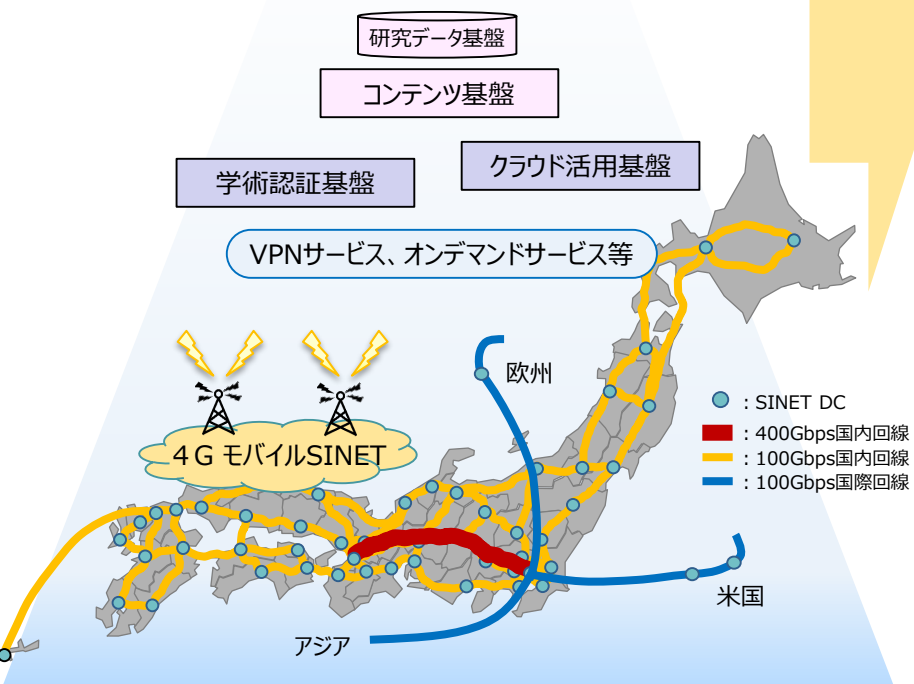 研究データ基盤
コンテンツ基盤
学術認証基盤
クラウド活用基盤
VPNサービス、オンデマンドサービス等
欧州
：SINET DC
：400Gbps国内回線
：100Gbps国内回線
：100Gbps国際回線
４Ｇ モバイルSINET
米国
アジア